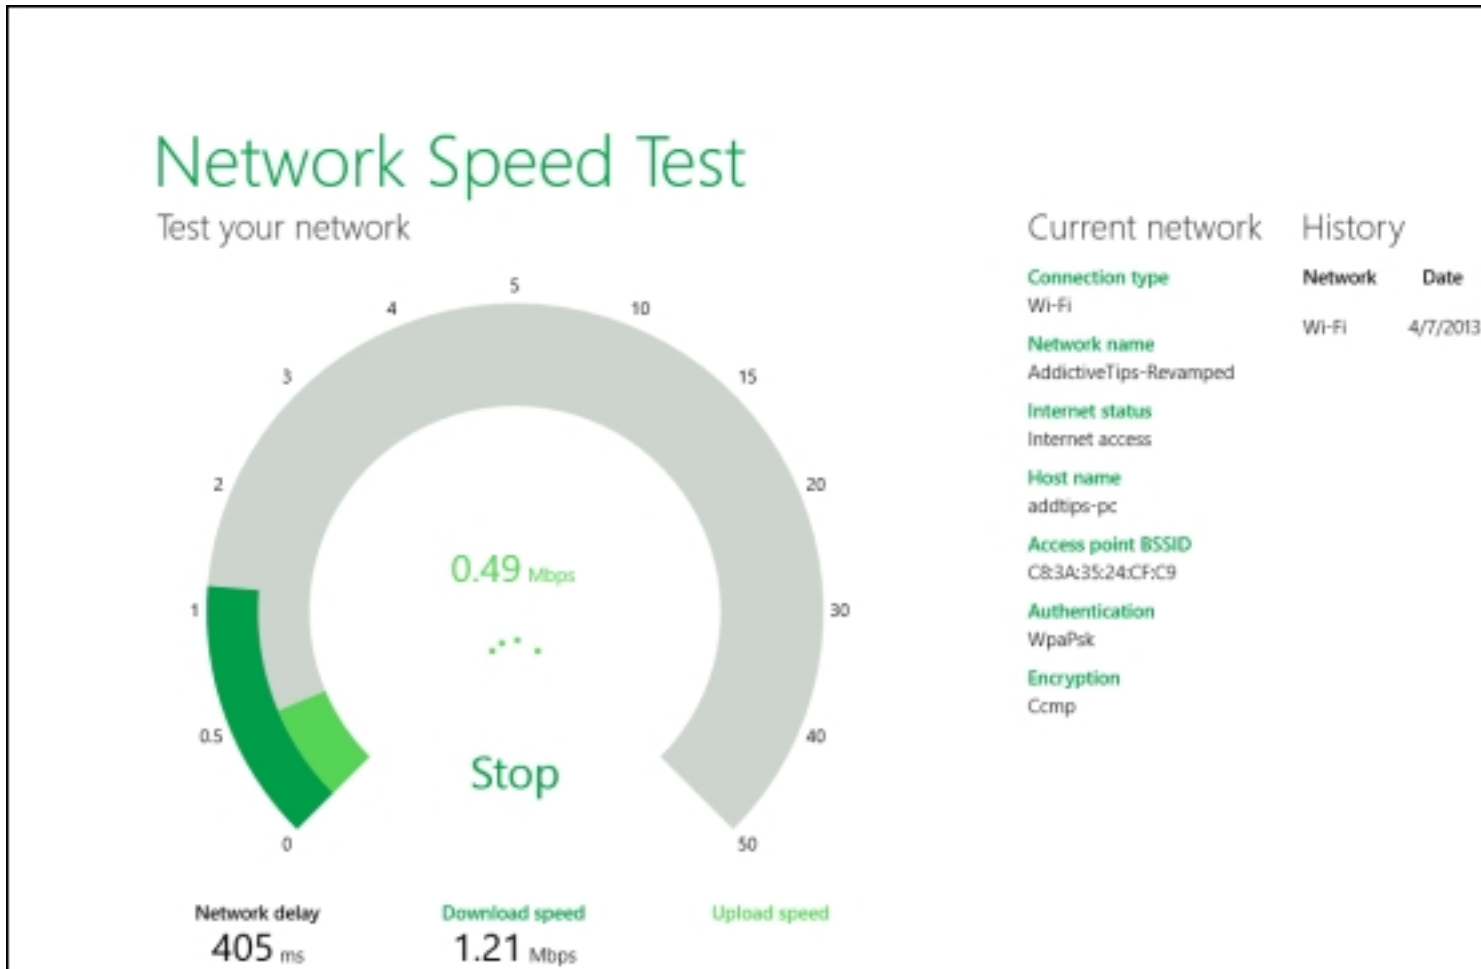 Network Speed Test
Test your network
5
4
10
3
15
2
20
1
30
0.5
40
0
50
0.49 Mbps
Stop
Network delay
405 ms
Download speed
1.21 Mbps
Upload speed
Current network
Connection type
Wi-Fi
Network name
AddictiveTips-Revamped
Internet status
Internet access
Host name
addtips-pc
Access point BSSID
C8:3A:35:24:CF:C9
Authentication
WpaPsk
Encryption
Ccmp
History
Network Date
Wi-Fi 4/7/2013